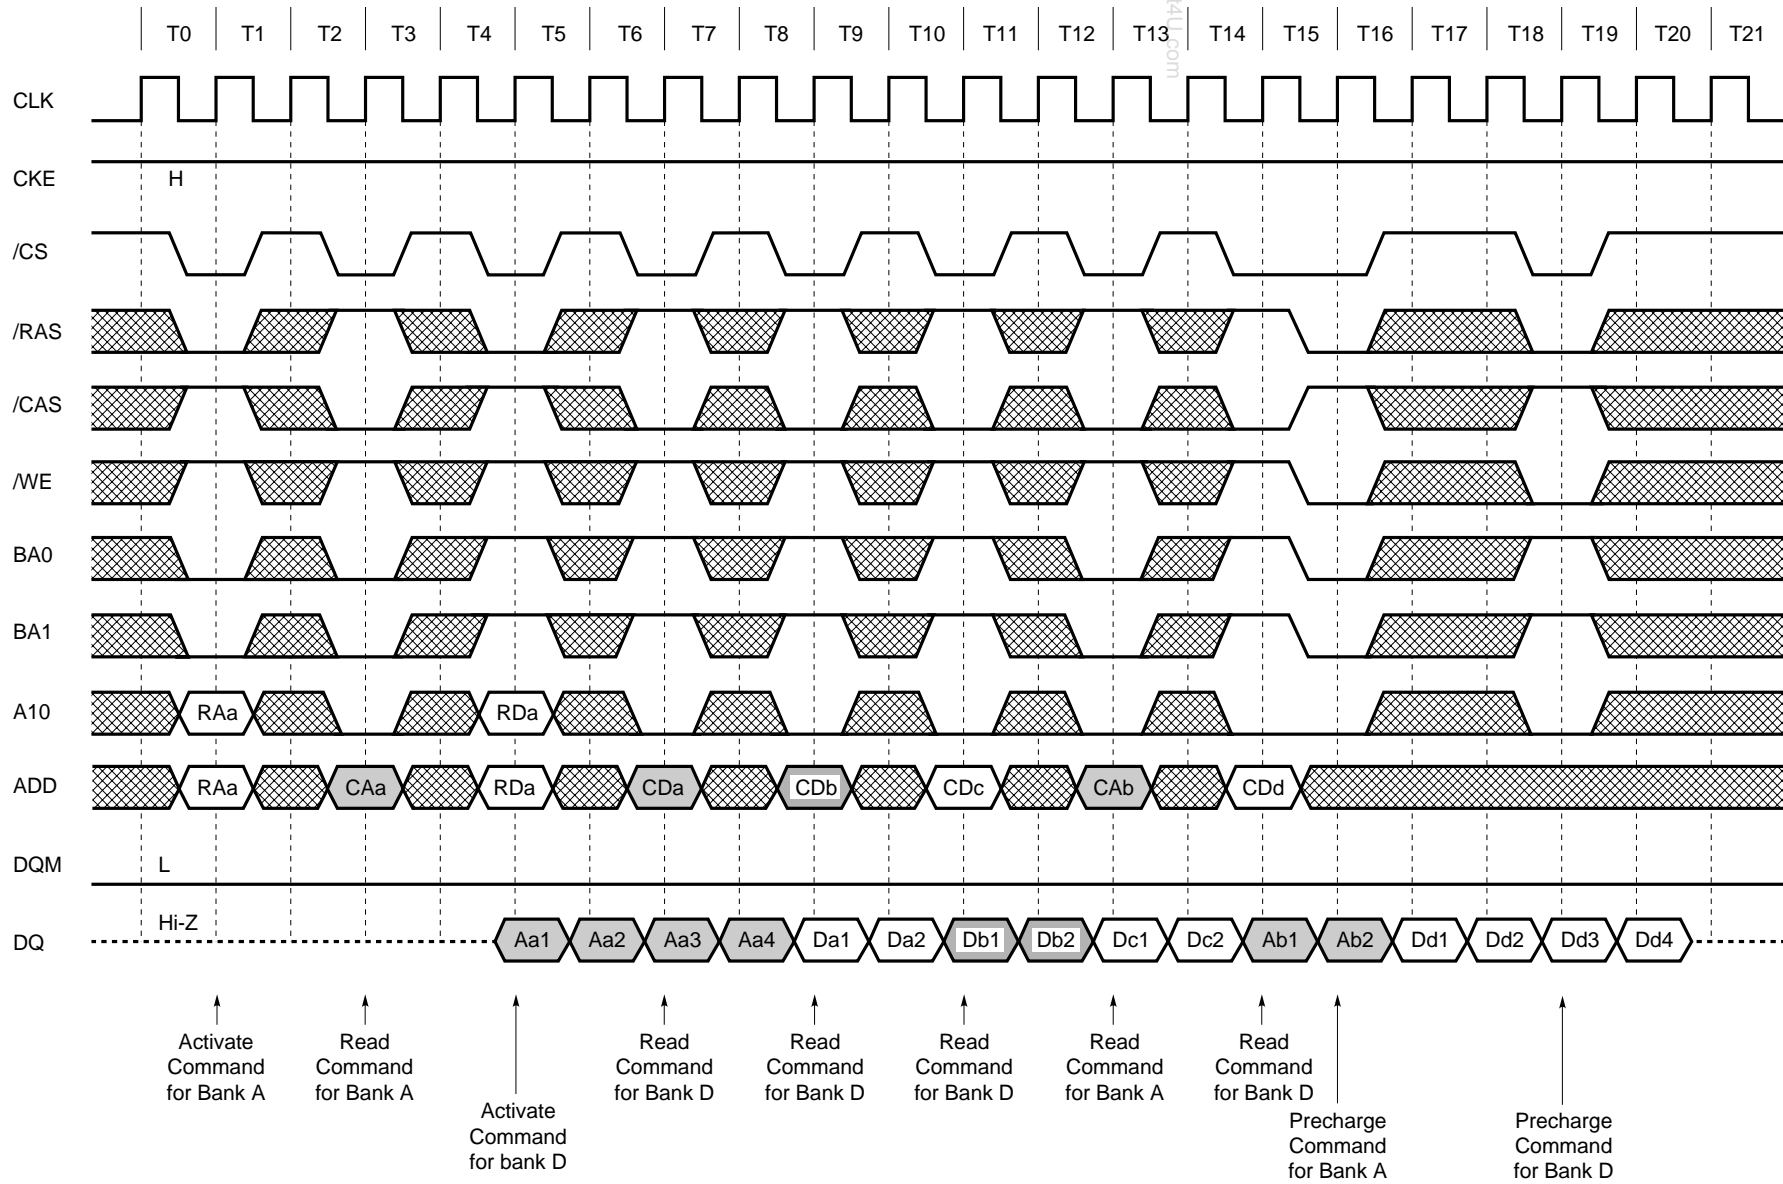 T0 T1 T2 T3 T4 T5 T6 T7 T8 T9 T10 T11 T12 T13 T14 T15 T16 T17 T18 T19 T20 T21
t4U.com
CLK
CKE H
/CS
/RAS
/CAS
/WE
BA0
BA1
A10 RAa RDa
ADD RAa CAa RDa CDa CDb CDc CAb CDd
DQM L
Hi-Z
DQ Aa1 Aa2 Aa3 Aa4 Da1 Da2 Db1 Db2 Dc1 Dc2 Ab1 Ab2 Dd1 Dd2 Dd3 Dd4
Activate
Command
for Bank A
Read
Command
for Bank A
Activate
Command
for bank D
Read
Command
for Bank D
Read
Command
for Bank D
Read
Command
for Bank D
Read
Command
for Bank A
Read
Command
for Bank D
Precharge
Command
for Bank A
Precharge
Command
for Bank D